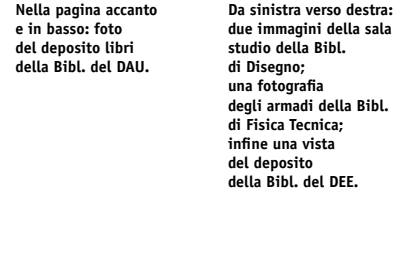 Nella pagina accanto
e in basso: foto
del deposito libri
della Bibl. del DAU.
Da sinistra verso destra:
due immagini della sala
studio della Bibl.
di Disegno;
una fotografia
degli armadi della Bibl.
di Fisica Tecnica;
infine una vista
del deposito
della Bibl. del DEE.